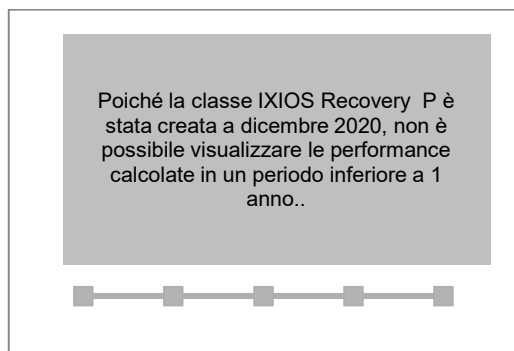 Poiché la classe IXIOS Recovery  P è
stata creata a dicembre 2020, non è
possibile visualizzare le performance
calcolate in un periodo inferiore a 1
anno..